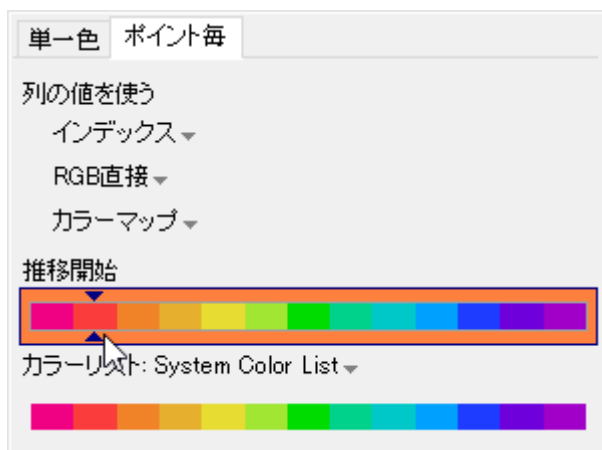 単一色 ポイント毎
列の値を使う
インデックス
RGB直接
カラーマップ
推移開始
カラーリスト: System Color List